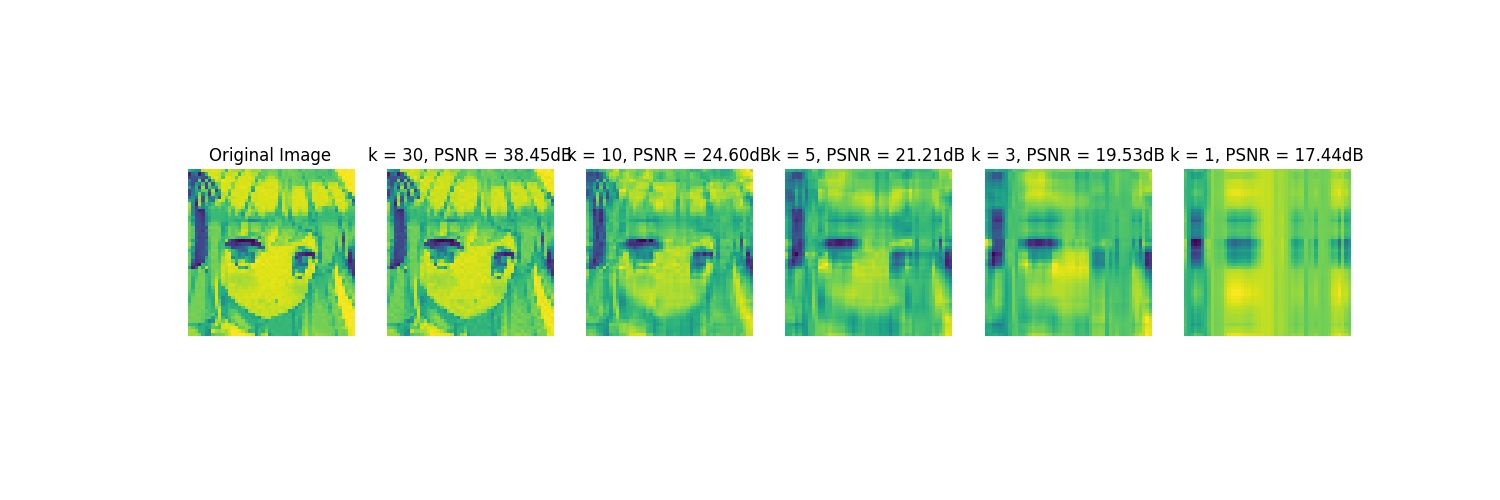 Original Image
k = 30, PSNR = 38.45dB
k = 10, PSNR = 24.60dB
k = 5, PSNR = 21.21dB
k = 3, PSNR = 19.53dB
k = 1, PSNR = 17.44dB